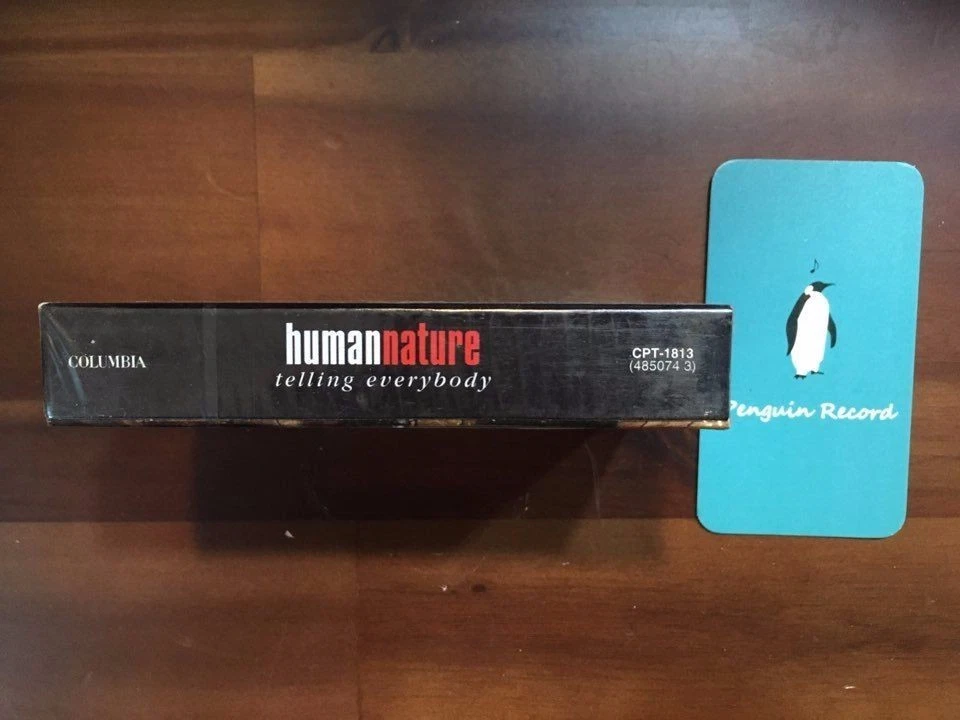 COLUMBIA
humannature
telling everybody
CPT-1813
(485074 3)
Penguin Record